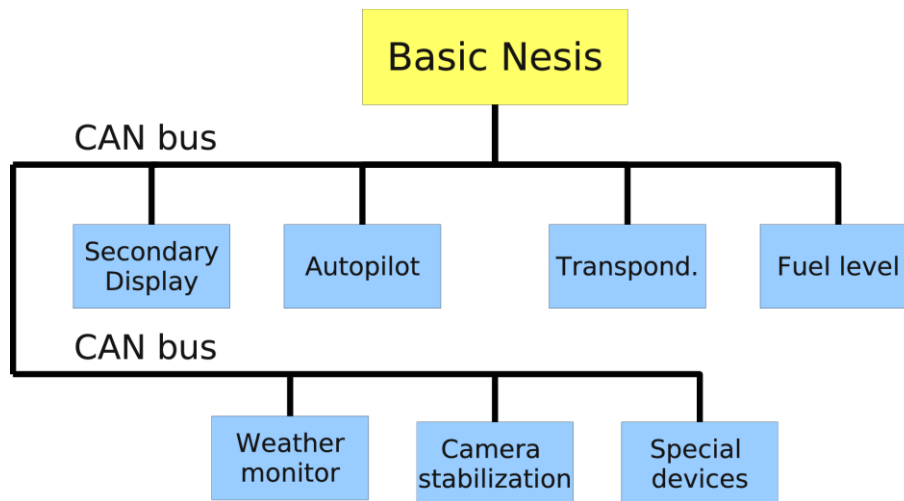 Basic Nesis
CAN bus
Secondary
Display
Autopilot
Transpond.
Fuel level
CAN bus
Weather
monitor
Camera
stabilization
Special
devices